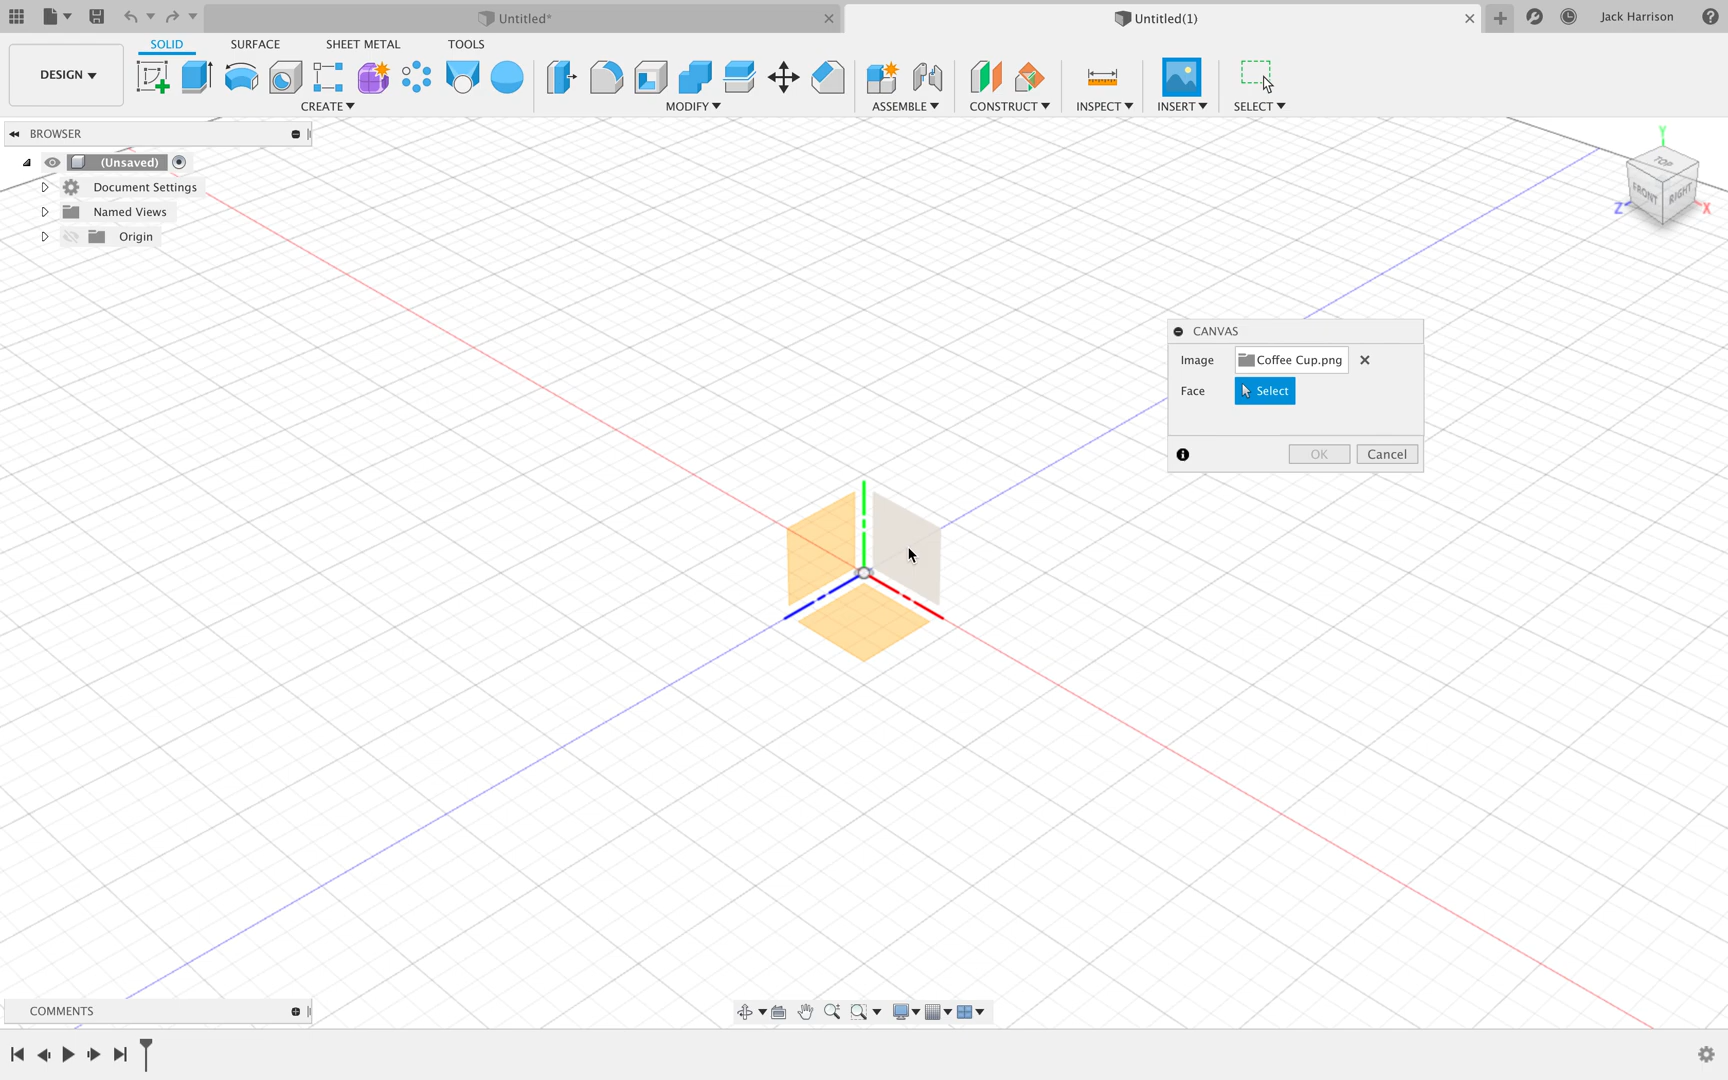 Untitled*
Untitled(1)
Jack Harrison
DESIGN
SOLID
SURFACE
SHEET METAL
TOOLS
CREATE
MODIFY
ASSEMBLE
CONSTRUCT
INSPECT
INSERT
SELECT
BROWSER
(Unsaved)
Document Settings
Named Views
Origin
Y
TOP
FRONT
RIGHT
Z
X
CANVAS
Image
Coffee Cup.png
Face
Select
OK
Cancel
COMMENTS